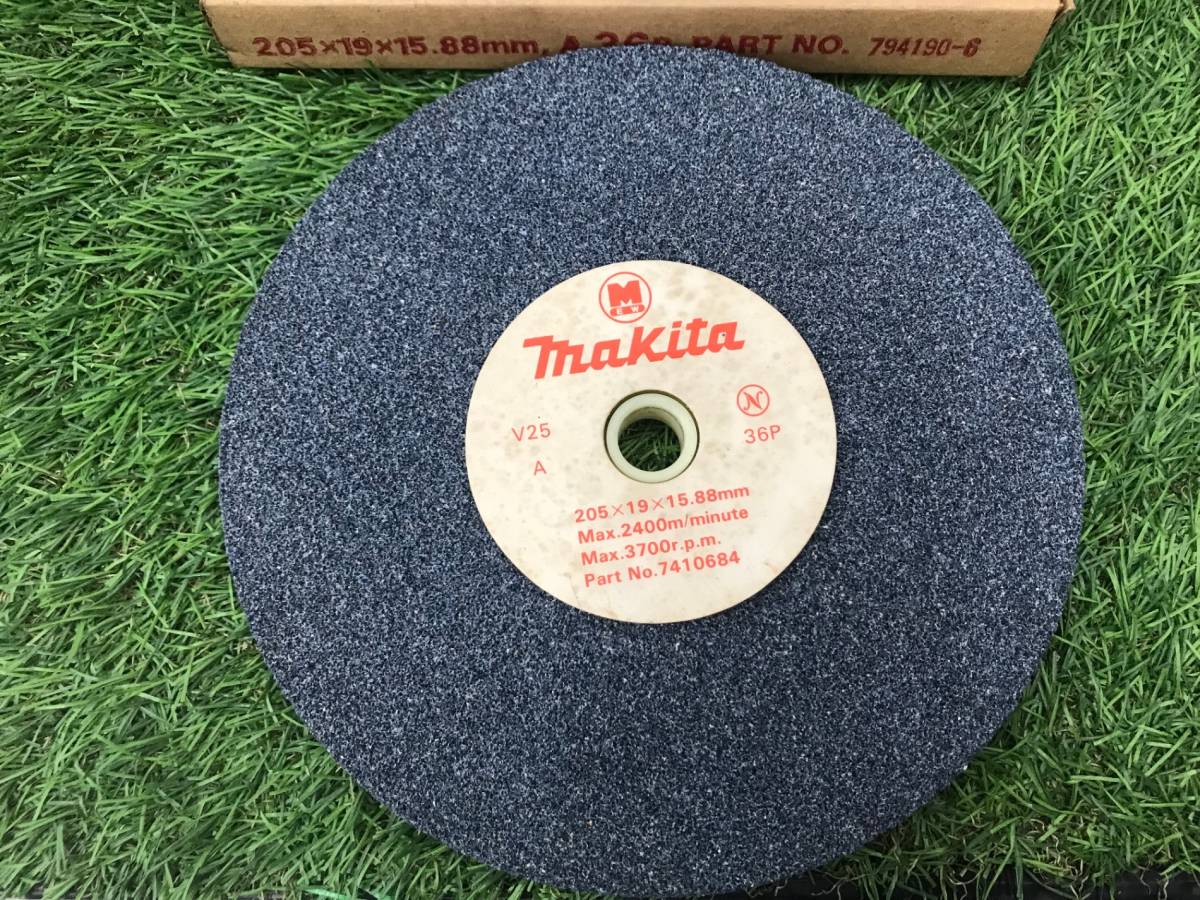 205×19×15.88mm, A 36P PART NO. 794190-6
M
EW
makita
N
V25
36P
A
205×19×15.88mm
Max.2400m/minute
Max.3700r.p.m.
Part No.7410684